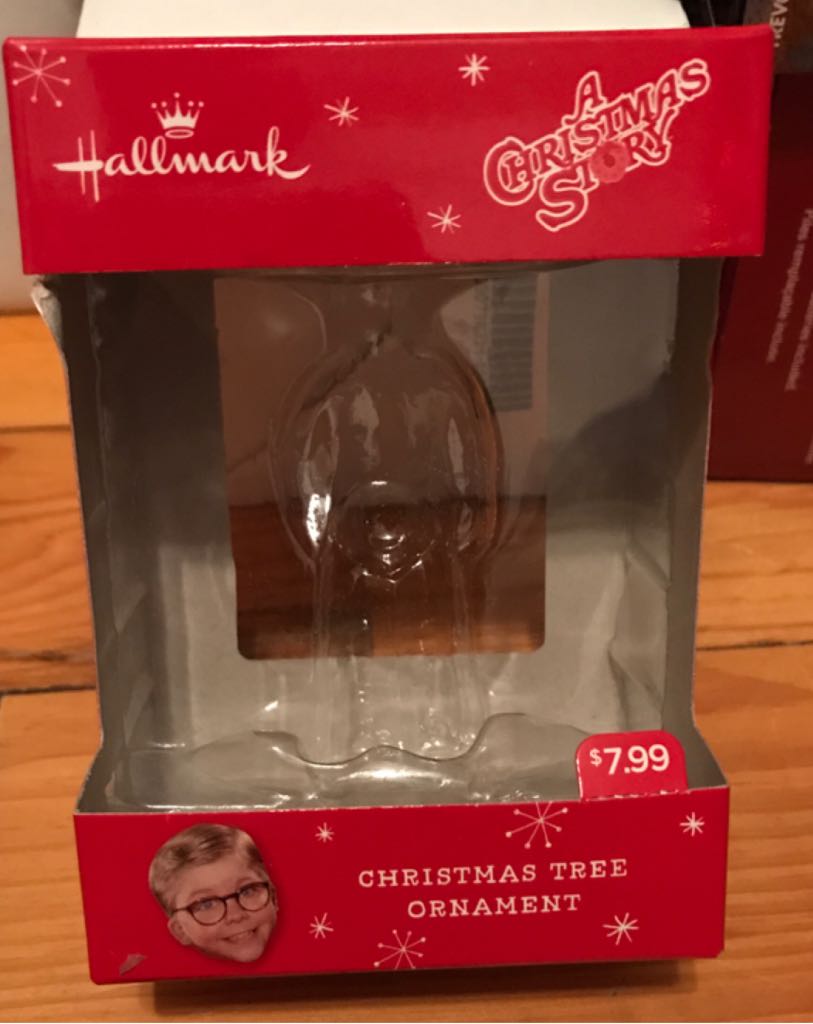 Hallmark
A
CHRISTMAS
STORY
$7.99
CHRISTMAS TREE
ORNAMENT